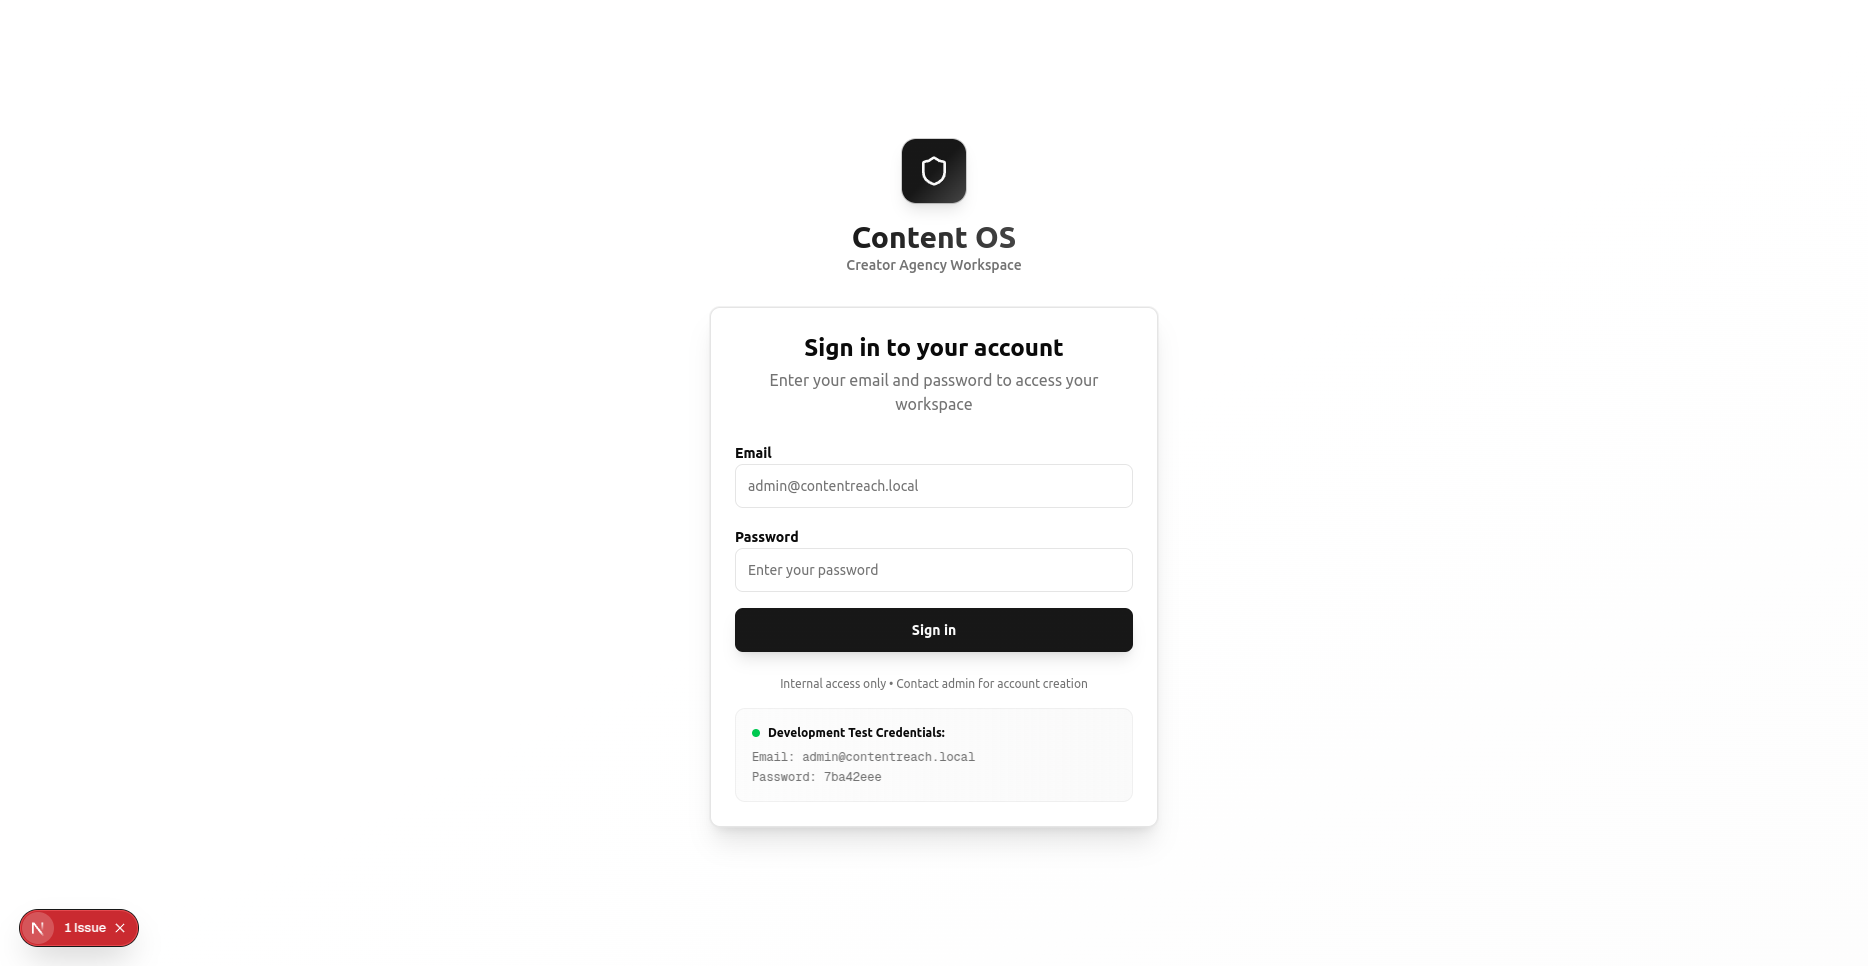 Content OS
Creator Agency Workspace
Sign in to your account
Enter your email and password to access your
workspace
Email
admin@contentreach.local
Password
Enter your password
Sign in
Internal access only • Contact admin for account creation
Development Test Credentials:
Email: admin@contentreach.local
Password: 7ba42eee
N 1 Issue